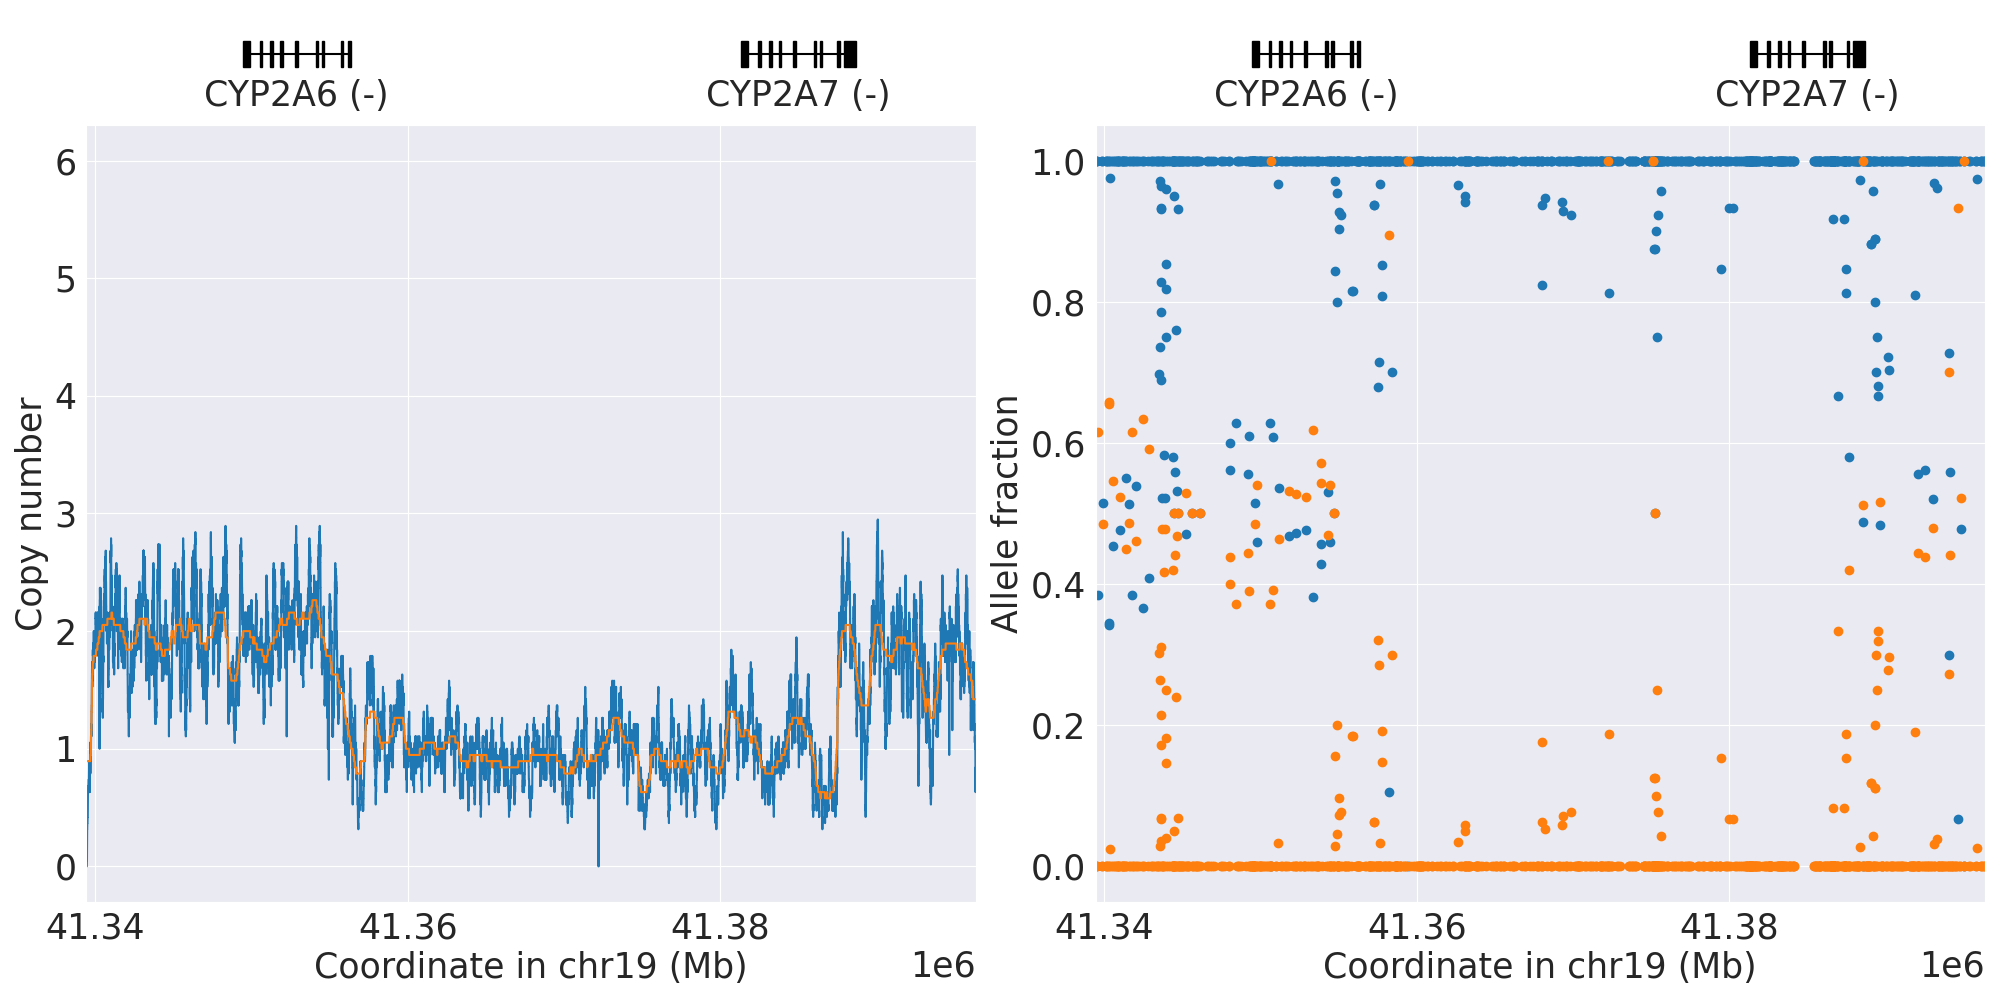 CYP2A6 (-)
CYP2A7 (-)
Copy number
6
5
4
3
2
1
0
41.34
41.36
41.38
Coordinate in chr19 (Mb)
1e6
CYP2A6 (-)
CYP2A7 (-)
Allele fraction
1.0
0.8
0.6
0.4
0.2
0.0
41.34
41.36
41.38
Coordinate in chr19 (Mb)
1e6